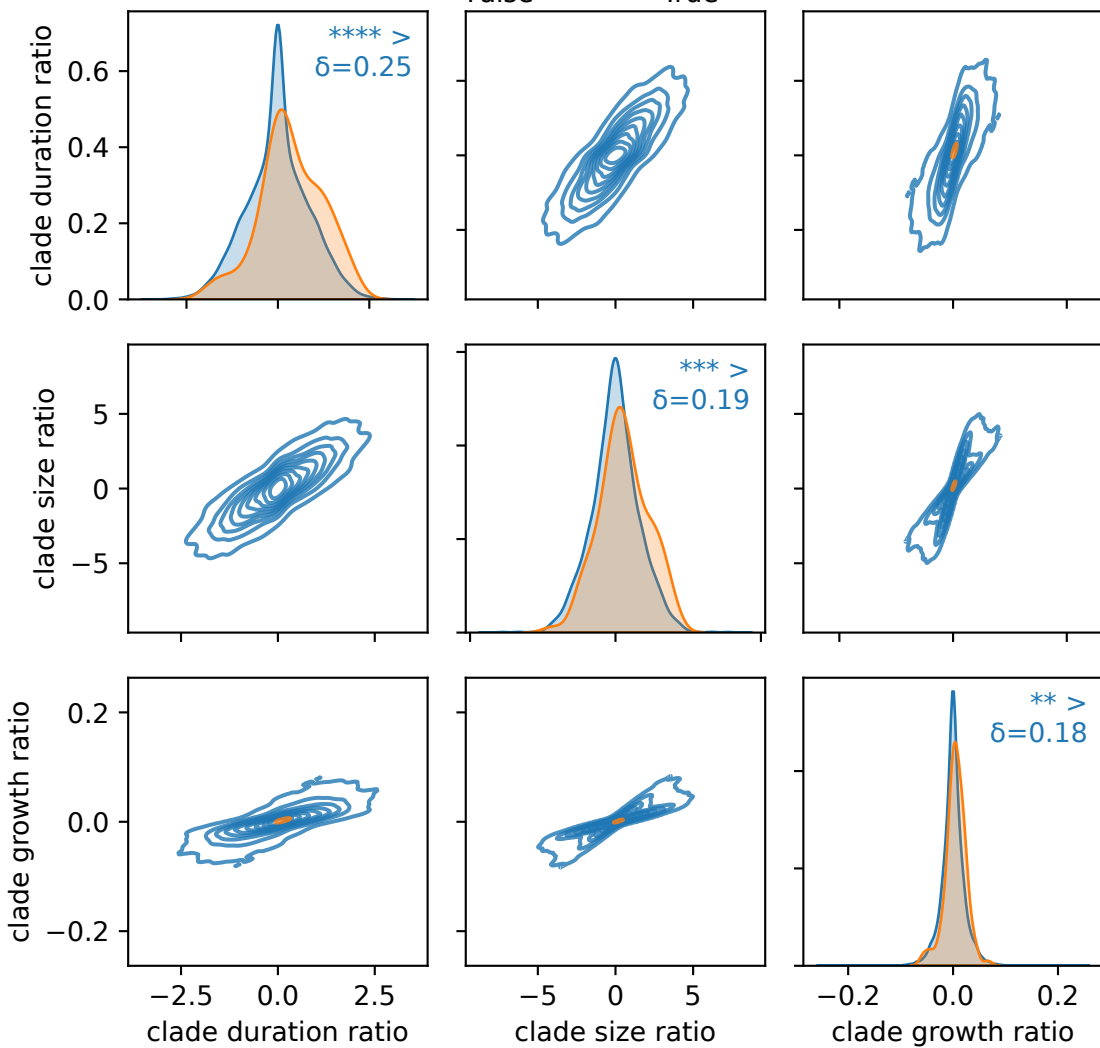 clade duration ratio
0.6
0.4
0.2
0.0
**** >
δ=0.25
clade size ratio
5
0
−5
*** >
δ=0.19
clade growth ratio
0.2
0.0
−0.2
** >
δ=0.18
−2.5 0.0 2.5
−5 0 5
−0.2 0.0 0.2
clade duration ratio
clade size ratio
clade growth ratio